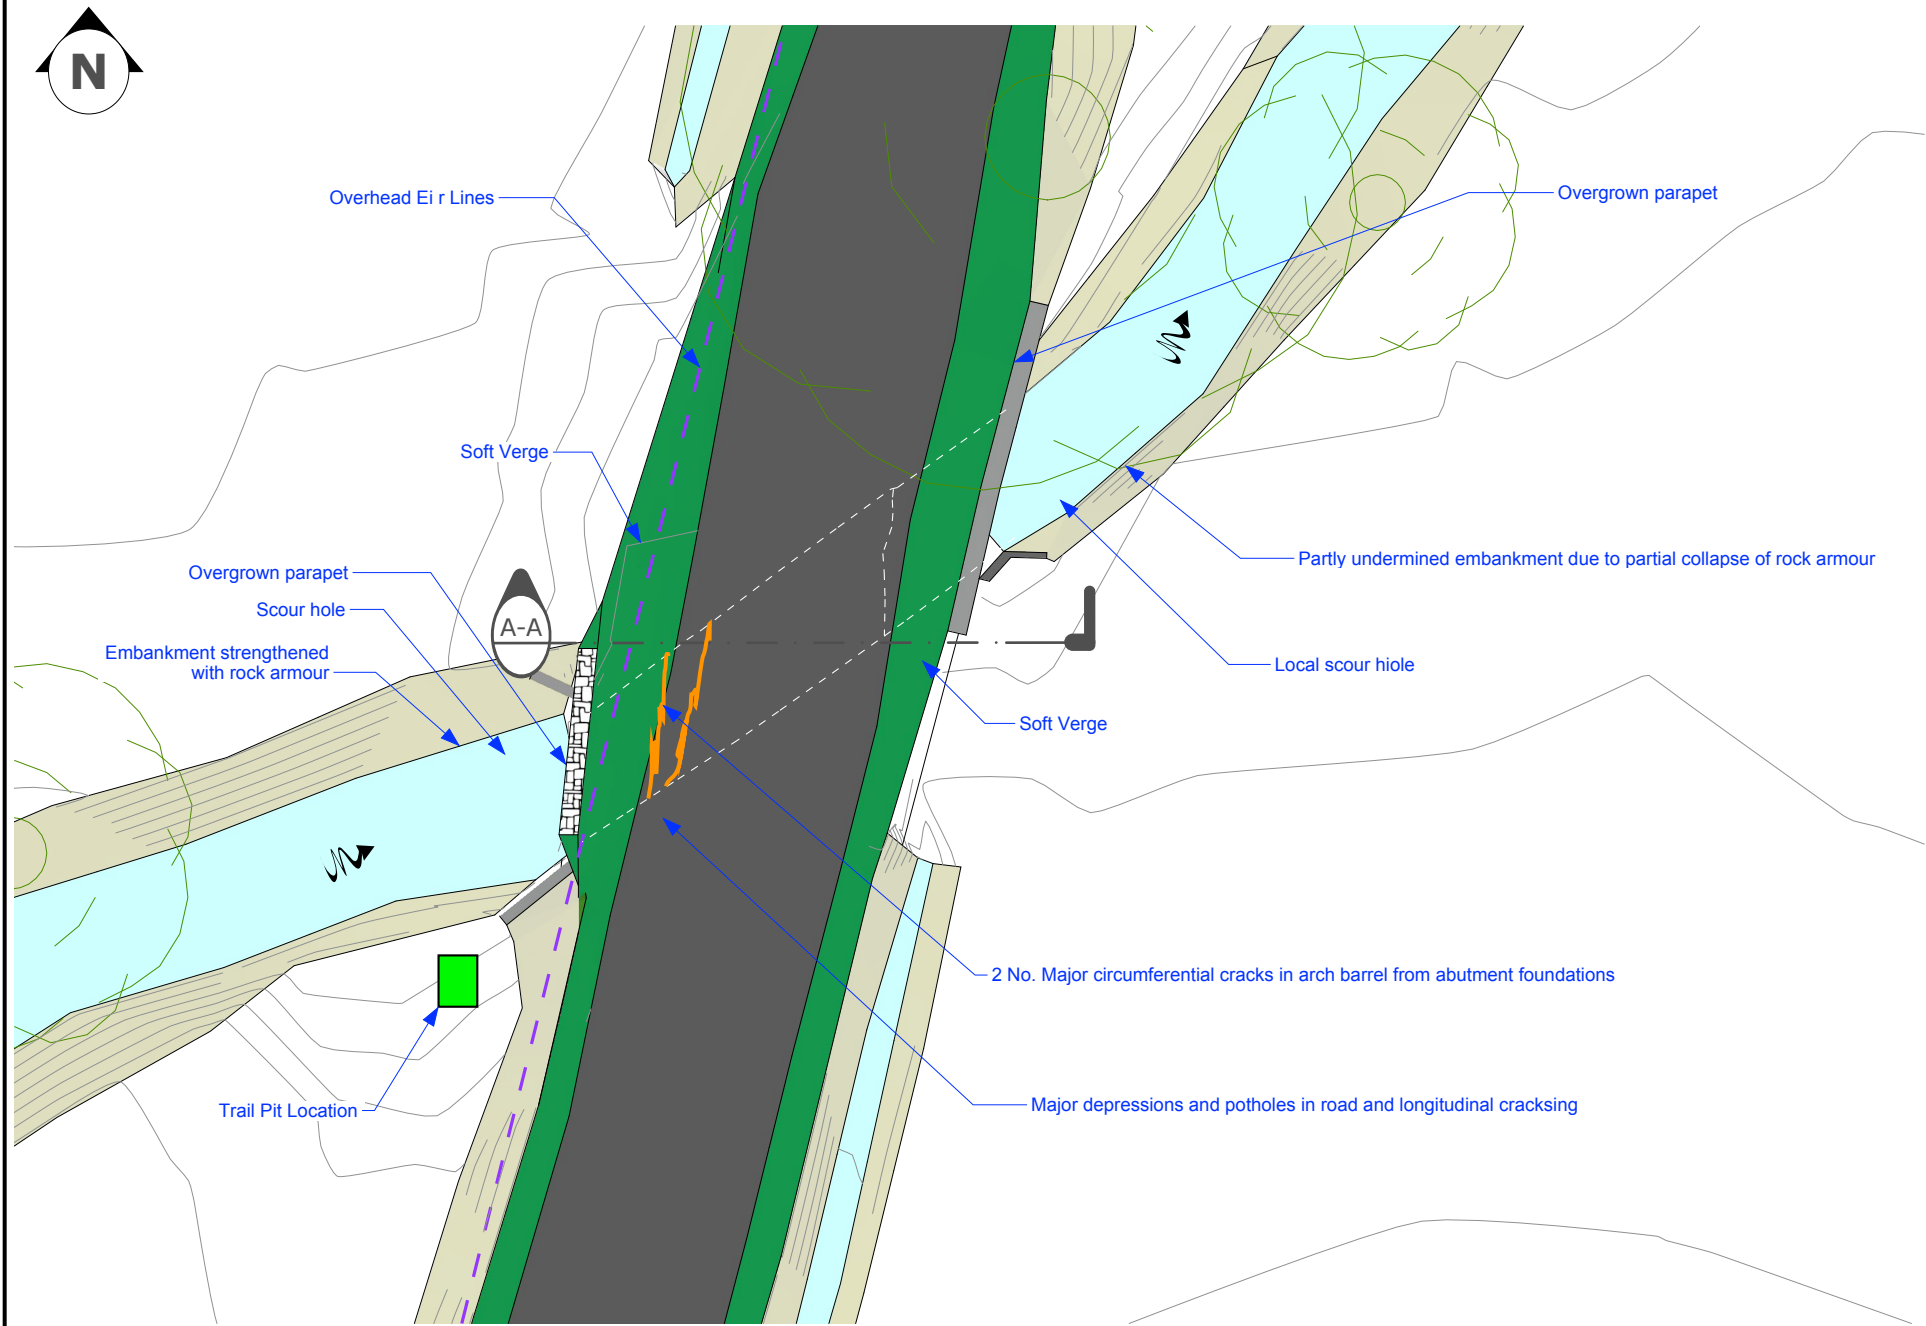 N
Overhead Ei r Lines
Overgrown parapet
Soft Verge
Overgrown parapet
Scour hole
Embankment strengthened
with rock armour
A-A
Partly undermined embankment due to partial collapse of rock armour
Local scour hiole
Soft Verge
2 No. Major circumferential cracks in arch barrel from abutment foundations
Major depressions and potholes in road and longitudinal cracksing
Trail Pit Location